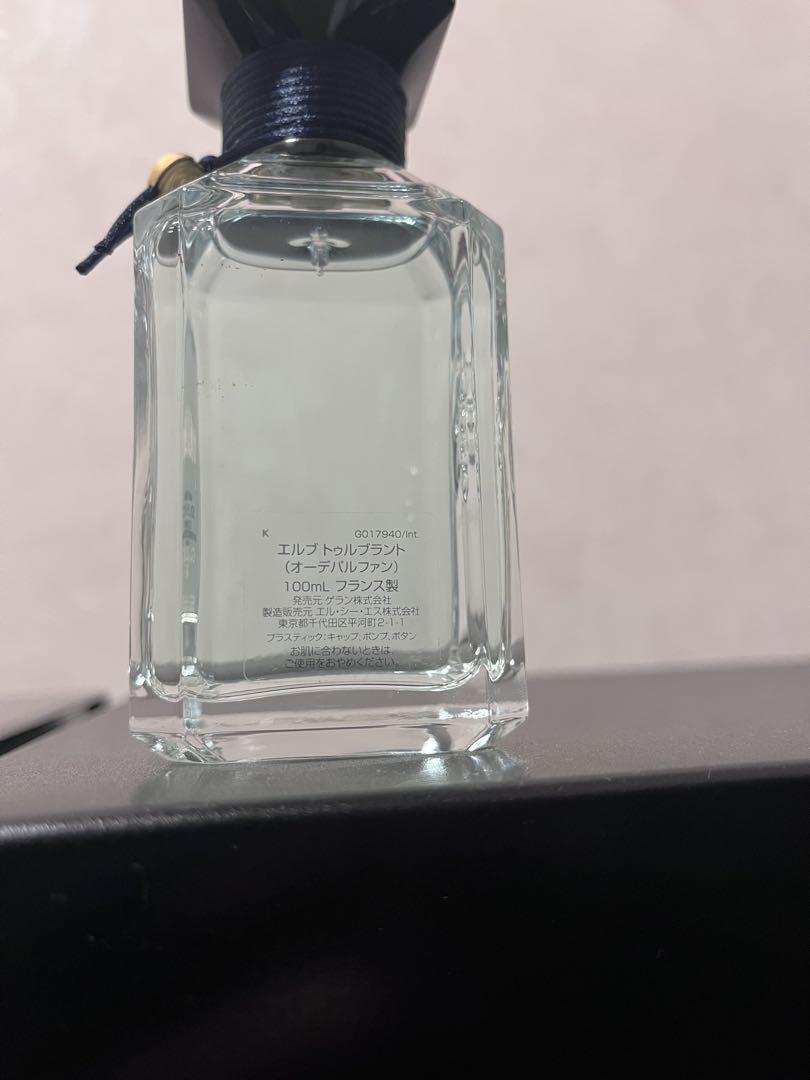 K G017940/Int.
エルブ トゥルブラント
(オーデパルファン)
100mL フランス製
発売元 ゲラン株式会社
製造販売元 エル・シー・エス株式会社
東京都千代田区平河町2-1-1
プラスティック:キャップ、ポンプ、ボタン
お肌に合わないときは、
ご使用をおやめください。